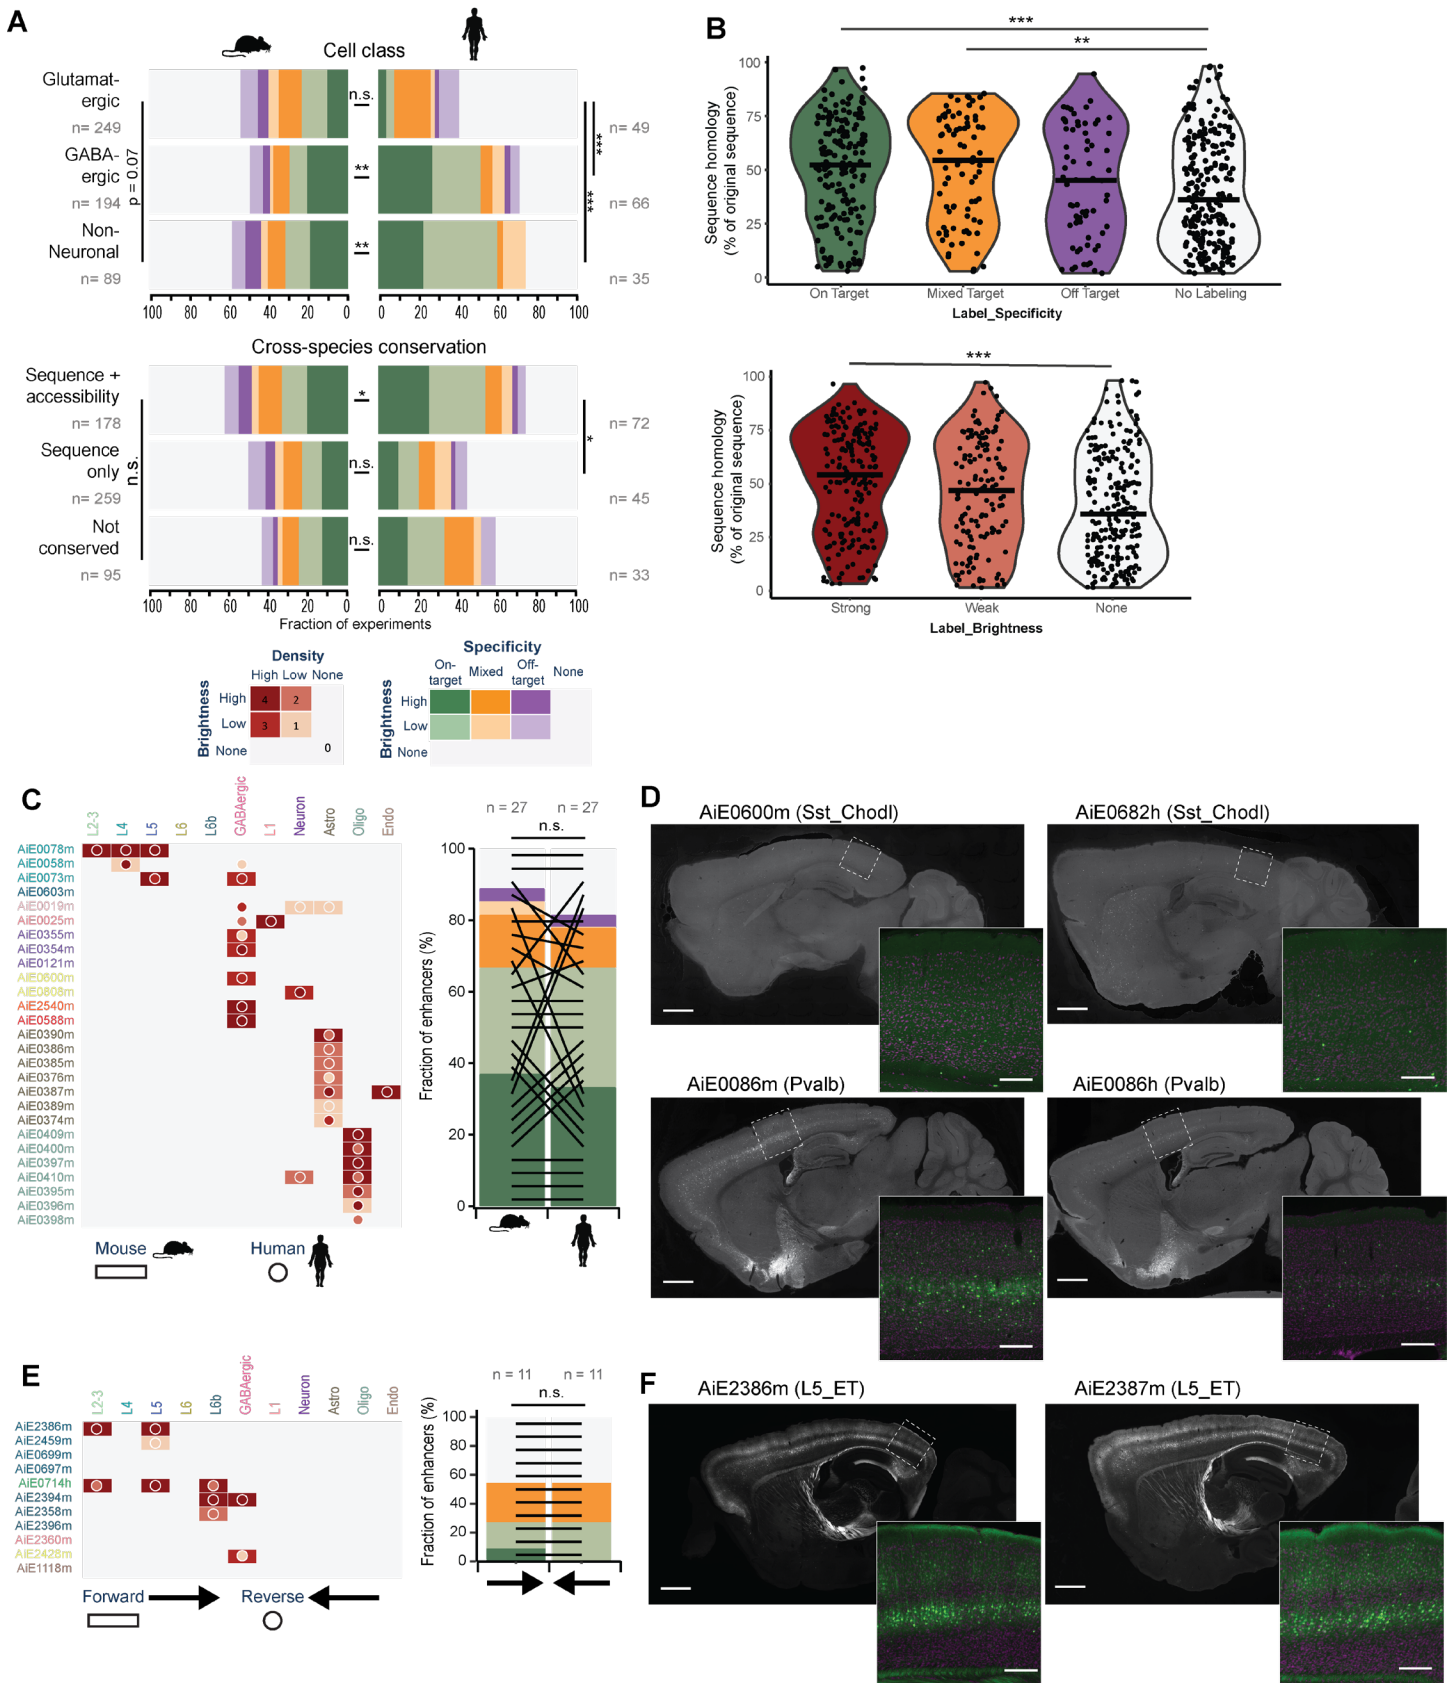 A
Cell class
Glutamat-
ergic
n= 249
n.s.
n= 49
GABA-
ergic
n= 194
**
n= 66
Non-
Neuronal
n= 89
**
n= 35
p = 0.07
***
***
100 80 60 40 20 0
0 20 40 60 80 100
Cross-species conservation
Sequence +
accessibility
n= 178
*
n= 72
Sequence
only
n= 259
n.s.
n= 45
Not
conserved
n= 95
n.s.
n= 33
n.s.
*
100 80 60 40 20 0
0 20 40 60 80 100
Fraction of experiments
Density
High Low None
Brightness
High 4 2
Low 3 1
None 0
Specificity
On-
target
Mixed
Off-
target
None
Brightness
High
Low
None
B
***
**
Sequence homology
(% of original sequence)
100
75
50
25
0
On Target
Mixed Target
Off Target
No Labeling
Label_Specificity
***
Sequence homology
(% of original sequence)
100
75
50
25
0
Strong
Weak
None
Label_Brightness
C
L2-3
L4
L5
L6
L6b
GABAergic
L1
Neuron
Astro
Oligo
Endo
AiE0078m
AiE0058m
AiE0073m
AiE0603m
AiE0019m
AiE0025m
AiE0355m
AiE0354m
AiE0121m
AiE0600m
AiE0808m
AiE2540m
AiE0588m
AiE0390m
AiE0386m
AiE0385m
AiE0376m
AiE0387m
AiE0389m
AiE0374m
AiE0409m
AiE0400m
AiE0397m
AiE0410m
AiE0395m
AiE0396m
AiE0398m
Mouse
Human
n = 27
n = 27
n.s.
Fraction of enhancers (%)
100
80
60
40
20
0
D
AiE0600m (Sst_Chodl)
AiE0682h (Sst_Chodl)
AiE0086m (Pvalb)
AiE0086h (Pvalb)
E
L2-3
L4
L5
L6
L6b
GABAergic
L1
Neuron
Astro
Oligo
Endo
AiE2386m
AiE2459m
AiE0699m
AiE0697m
AiE0714h
AiE2394m
AiE2358m
AiE2396m
AiE2360m
AiE2428m
AiE1118m
Forward
Reverse
n = 11
n = 11
n.s.
Fraction of enhancers (%)
100
80
60
40
20
0
F
AiE2386m (L5_ET)
AiE2387m (L5_ET)